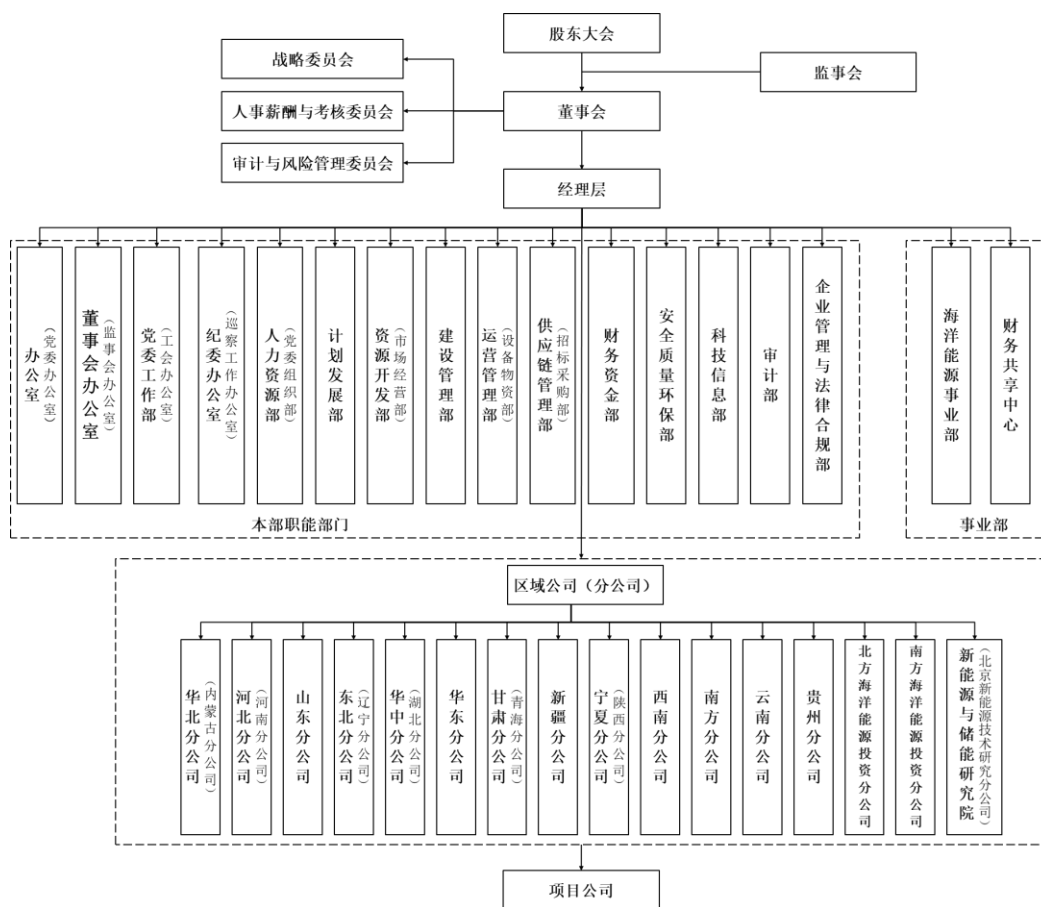 股东大会
战略委员会
监事会
人事薪酬与考核委员会
董事会
审计与风险管理委员会
经理层
办公室
（党委办公室）
董事会办公室
（监事会办公室）
党委工作部
（工会办公室）
纪委办公室
（巡察工作办公室）
人力资源部
（党委组织部）
计划发展部
资源开发部
（市场经营部）
建设管理部
运营管理部
（设备物资部）
供应链管理部
（招标采购部）
财务资金部
安全质量环保部
科技信息部
审计部
企业管理与法律合规部
海洋能源事业部
财务共享中心
本部职能部门
事业部
区域公司（分公司）
华北分公司
（内蒙古分公司）
河北分公司
（河南分公司）
山东分公司
东北分公司
（辽宁分公司）
华中分公司
（湖北分公司）
华东分公司
甘肃分公司
（青海分公司）
新疆分公司
宁夏分公司
（陕西分公司）
西南分公司
南方分公司
云南分公司
贵州分公司
北方海洋能源投资分公司
南方海洋能源投资分公司
新能源与储能研究院
（北京新能源技术研究分公司）
项目公司